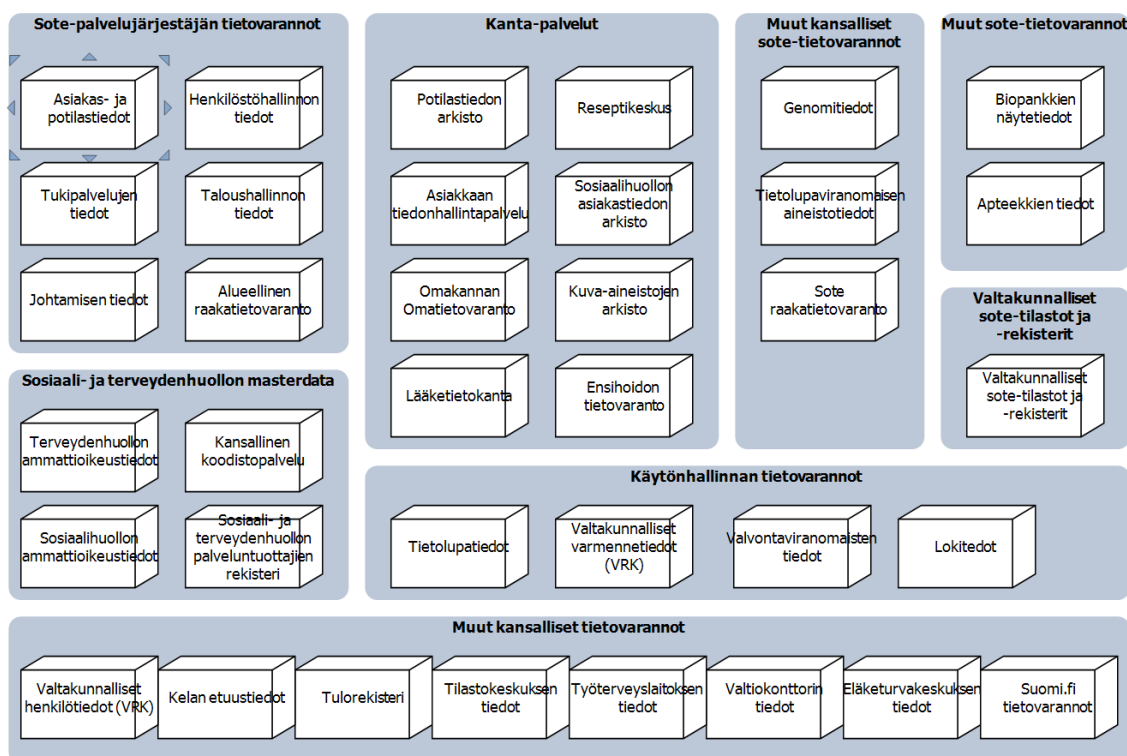 Sote-palvelujärjestäjän tietovarannot
Asiakas- ja
potilastiedot
Henkilöstöhallinnon
tiedot
Tukipalvelujen
tiedot
Taloushallinnon
tiedot
Johtamisen tiedot
Alueellinen
raakatietovaranto
Kanta-palvelut
Potilastiedon
arkisto
Reseptikeskus
Asiakkaan
tiedonhallintapalvelu
Sosiaalihuollon
asiakastiedon
arkisto
Omakannan
Omatietovaranto
Kuva-aineistojen
arkisto
Lääketietokanta
Ensihoidon
tietovaranto
Muut kansalliset
sote-tietovarannot
Genomitiedot
Tietolupaviranomaisen
aineistotiedot
Sote
raakatietovaranto
Muut sote-tietovarannot
Biopankkien
näytetiedot
Apteekkien tiedot
Valtakunnalliset
sote-tilastot ja
-rekisterit
Valtakunnalliset
sote-tilastot ja
-rekisterit
Sosiaali- ja terveydenhuollon masterdata
Terveydenhuollon
ammattioikeustiedot
Kansallinen
koodistopalvelu
Sosiaalihuollon
ammattioikeustiedot
Sosiaali- ja
terveydenhuollon
palveluntuottajien
rekisteri
Käytönhallinnan tietovarannot
Tietolupatiedot
Valtakunnalliset
varmennetiedot
(VRK)
Valvontaviranomaisten
tiedot
Lokitedot
Muut kansalliset tietovarannot
Valtakunnalliset
henkilötiedot (VRK)
Kelan etuustiedot
Tulorekisteri
Tilastokeskuksen
tiedot
Työterveyslaitoksen
tiedot
Valtiokonttorin
tiedot
Eläketurvakeskuksen
tiedot
Suomi.fi
tietovarannot